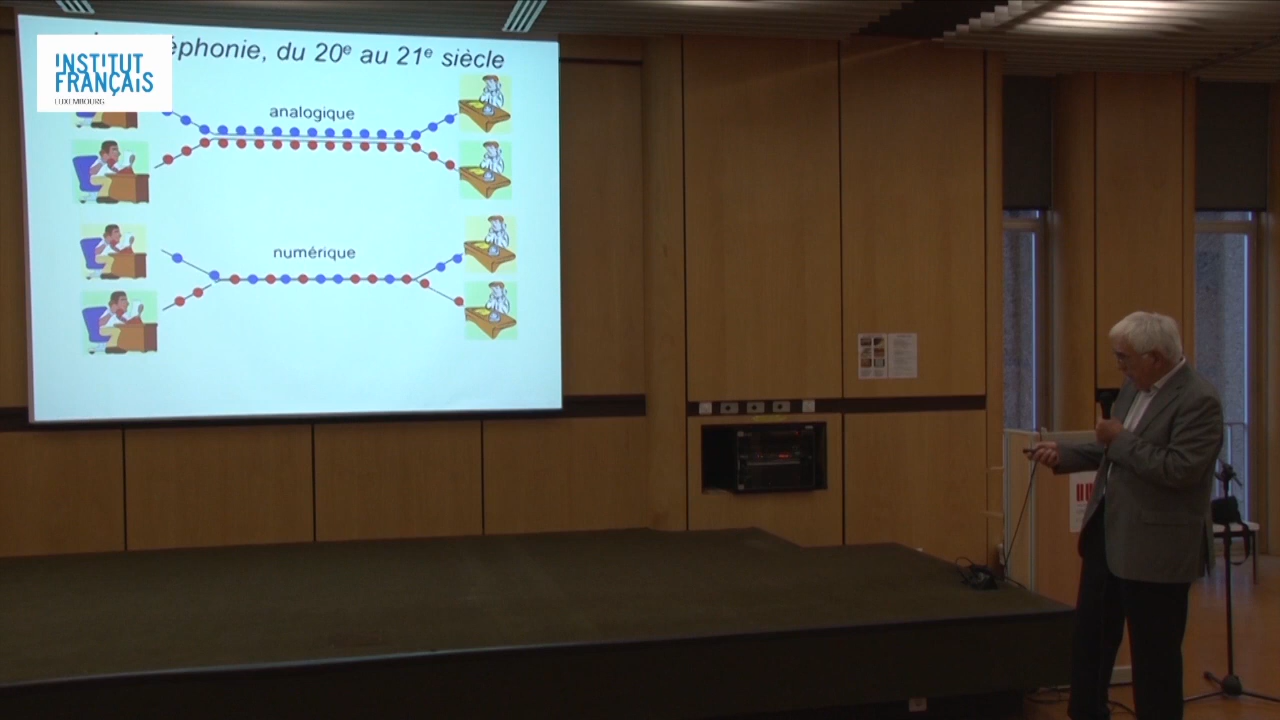 INSTITUT
FRANÇAIS
LUXEMBOURG
éphonie, du 20e au 21e siècle
analogique
numérique